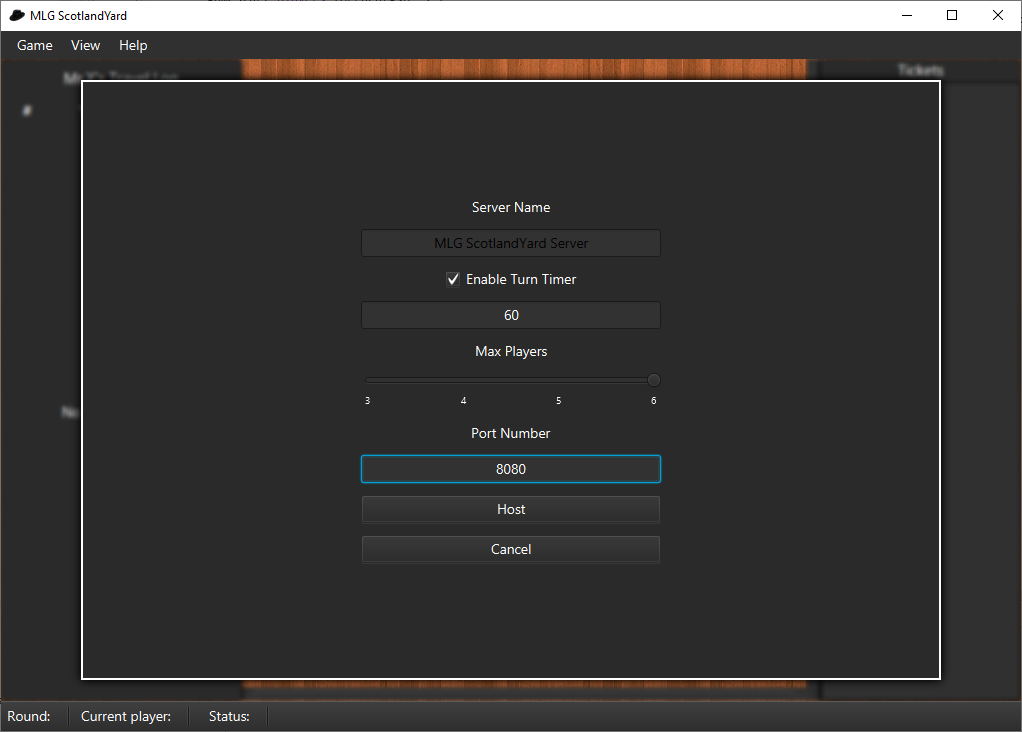 MLG ScotlandYard
Game View Help
Mr X's Travel Log
Tickets
#
Server Name
MLG ScotlandYard Server
Enable Turn Timer
60
Max Players
3 4 5 6
Port Number
8080
Host
Cancel
Round: Current player: Status: